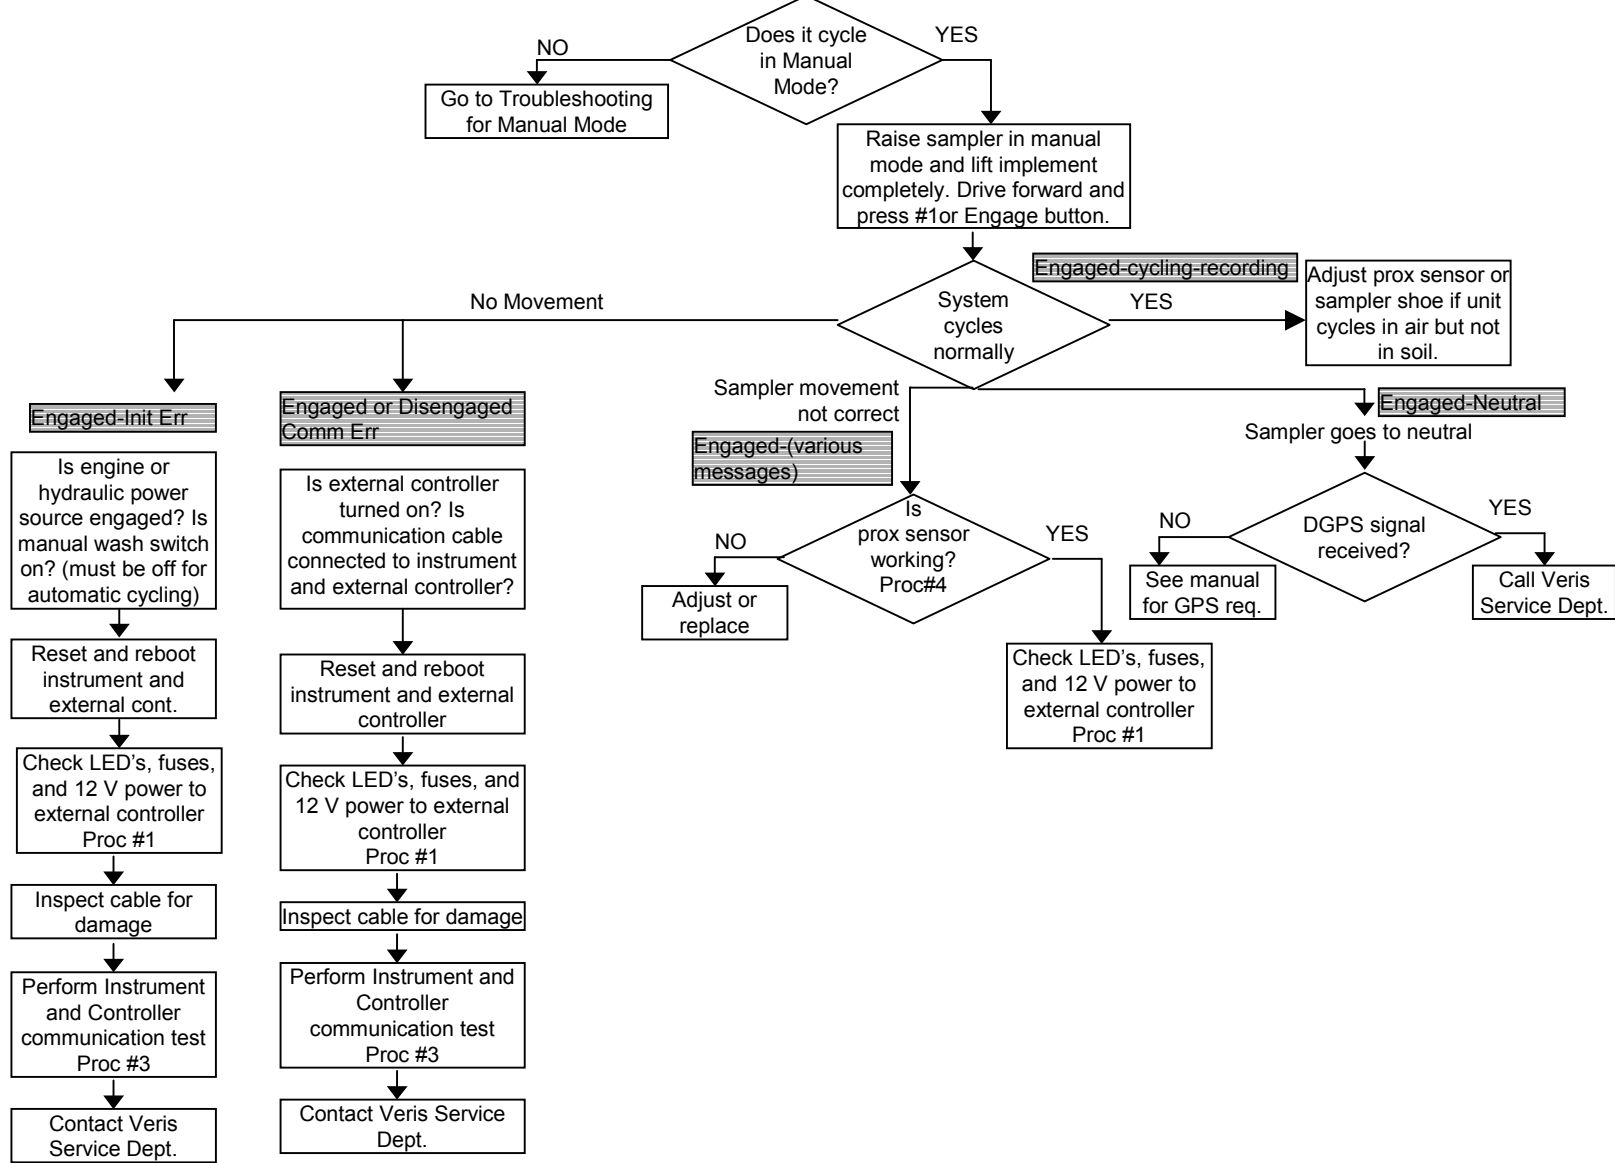 Does it cycle
in Manual
Mode?
NO
YES
Go to Troubleshooting
for Manual Mode
Raise sampler in manual
mode and lift implement
completely. Drive forward and
press #1or Engage button.
Engaged-cycling-recording
System
cycles
normally
YES
Adjust prox sensor or
sampler shoe if unit
cycles in air but not
in soil.
No Movement
Engaged-Init Err
Is engine or
hydraulic power
source engaged? Is
manual wash switch
on? (must be off for
automatic cycling)
Reset and reboot
instrument and
external cont.
Check LED's, fuses,
and 12 V power to
external controller
Proc #1
Inspect cable for
damage
Perform Instrument
and Controller
communication test
Proc #3
Contact Veris
Service Dept.
Engaged or Disengaged
Comm Err
Is external controller
turned on? Is
communication cable
connected to instrument
and external controller?
Reset and reboot
instrument and external
controller
Check LED's, fuses, and
12 V power to external
controller
Proc #1
Inspect cable for damage
Perform Instrument and
Controller
communication test
Proc #3
Contact Veris Service
Dept.
Sampler movement
not correct
Engaged-(various
messages)
Is
prox sensor
working?
Proc#4
NO
YES
Adjust or
replace
Check LED's, fuses,
and 12 V power to
external controller
Proc #1
Engaged-Neutral
Sampler goes to neutral
DGPS signal
received?
NO
YES
See manual
for GPS req.
Call Veris
Service Dept.